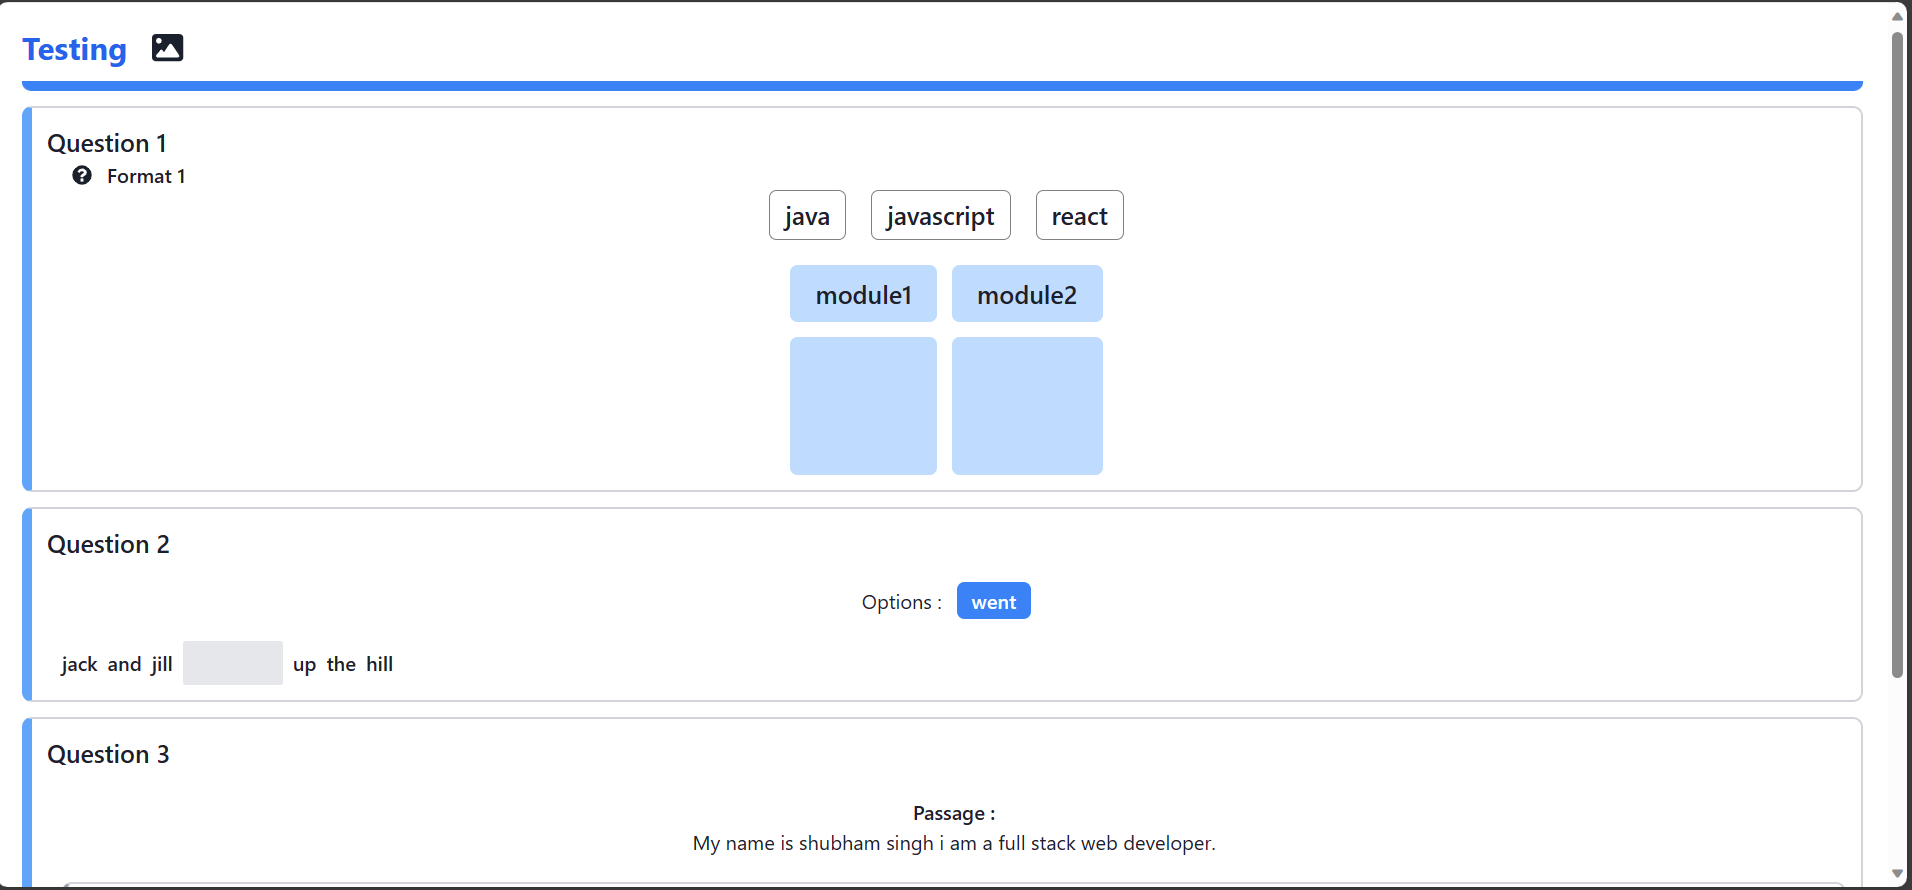 Testing
Question 1
Format 1
java javascript react
module1 module2
Question 2
Options : went
jack and jill up the hill
Question 3
Passage :
My name is shubham singh i am a full stack web developer.